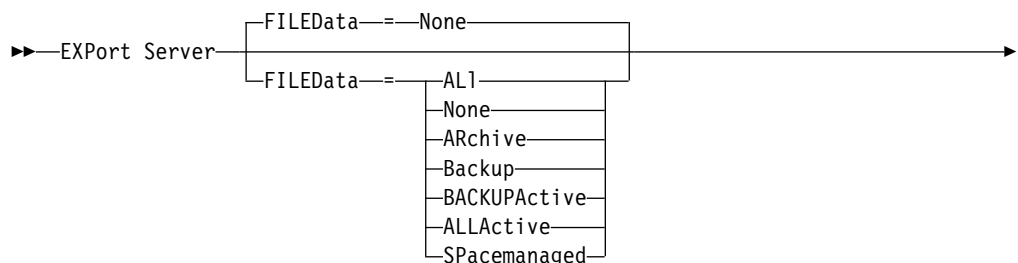 FILEData = None
EXPort Server
FILEData = ALl
None
ARchive
Backup
BACKUPActive
ALLActive
SPacemanaged